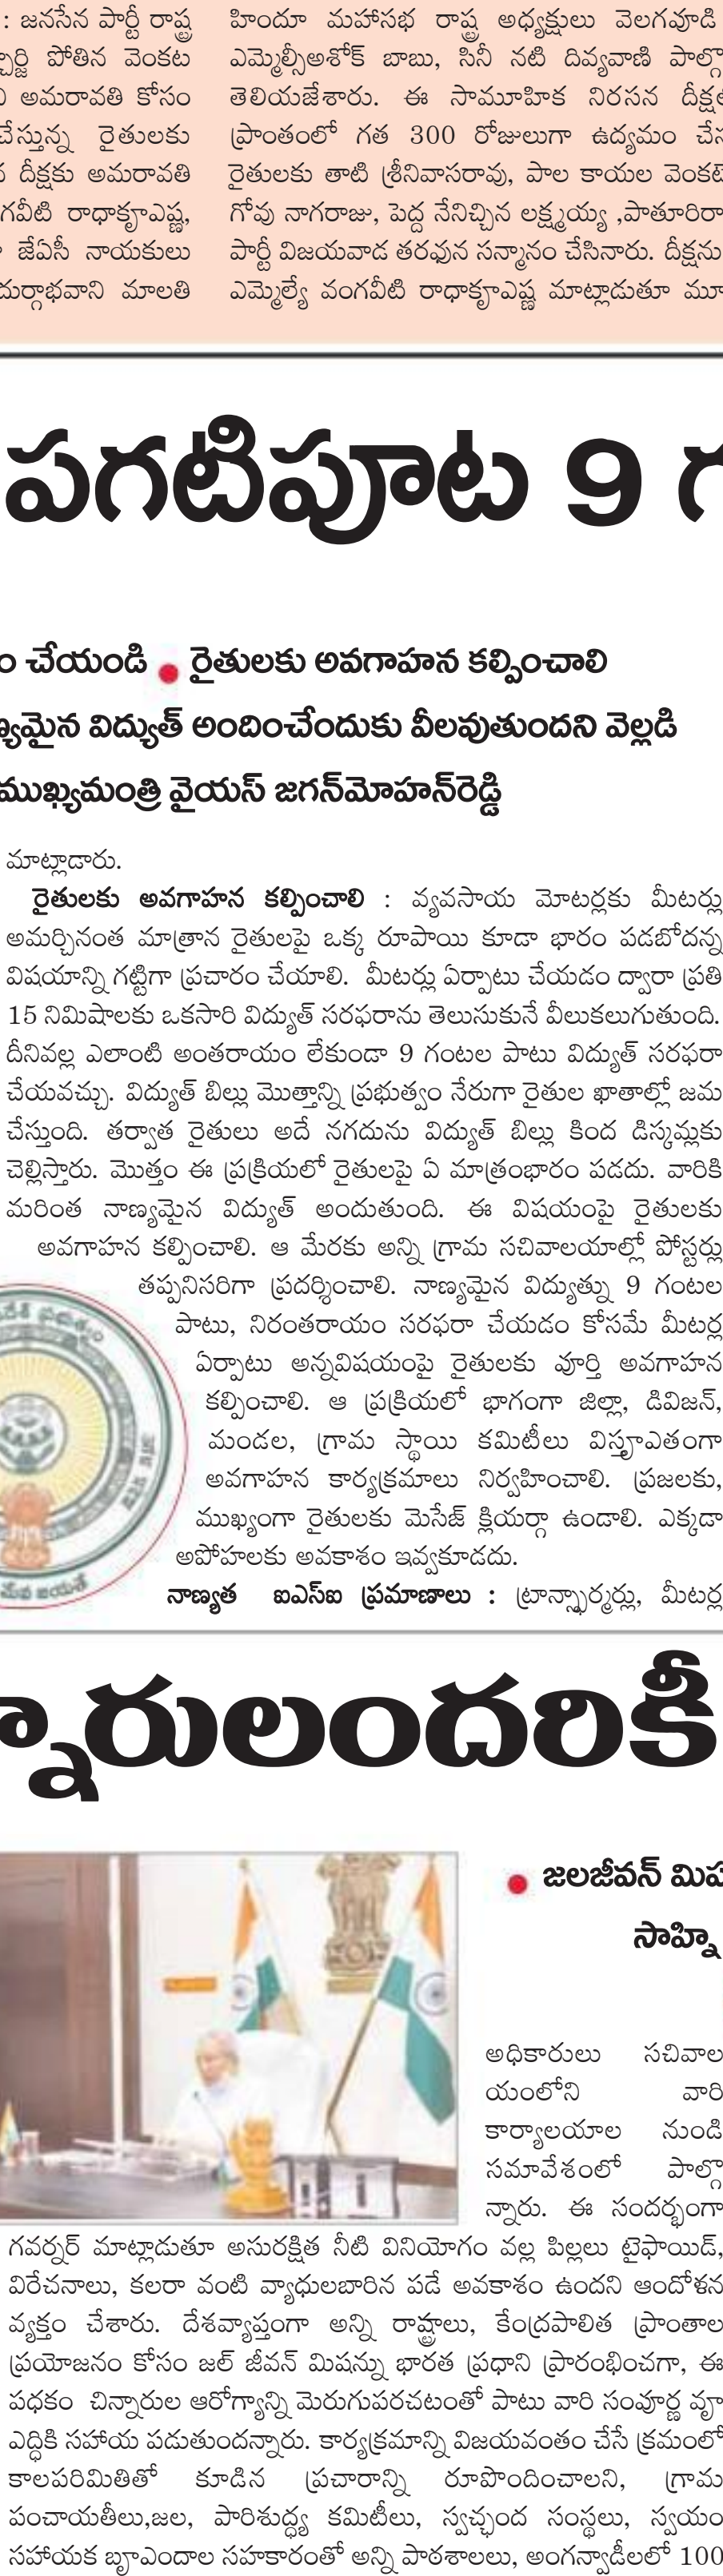 : జనసేన పార్టీ రాష్ట్ర
పోతిన వెంకట
అమరావతి కోసం
చేస్తున్న రైతులకు
దీక్షకు అమరావతి
రాధాకృాఎష్ణ,
జేఏసీ నాయకులు
దుర్గాభవాని మాలతి
హిందూ మహాసభ రాష్ట్ర అధ్యక్షులు వెలగపూడి
ఎమ్మెల్సీఅశోక్ బాబు, సినీ నటి దివ్యవాణి
తెలియజేశారు. ఈ సామూహిక నిరసన
ప్రాంతంలో గత 300 రోజులుగా ఉద్యమం
రైతులకు తాటి శ్రీనివాసరావు, పాల కాయల
గోవు నాగరాజు, పెద్ద నేనిచ్చిన లక్ష్మయ్య
పార్టీ విజయవాడ తరఫున సన్మానం చేసినారు. దీక్షను
ఎమ్మెల్యే వంగవీటి రాధాకృాఎష్ణ మాట్లాడుతూ
పగటిపూట 9
చేయండి • రైతులకు అవగాహన కల్పించాలి
విద్యుత్ అందించేందుకు వీలవుతుందని వెల్లడి
ముఖ్యమంత్రి వైయస్ జగన్‌మోహన్‌రెడ్డి
మాట్లాడారు.
రైతులకు అవగాహన కల్పించాలి : వ్యవసాయ మోటర్లకు మీటర్లు
అమర్చినంత మాత్రాన రైతులపై ఒక్క రూపాయి కూడా భారం పడబోదన్న
విషయాన్ని గట్టిగా ప్రచారం చేయాలి. మీటర్లు ఏర్పాటు చేయడం ద్వారా ప్రతి
15 నిమిషాలకు ఒకసారి విద్యుత్ సరఫరాను తెలుసుకునే వీలుకలుగుతుంది.
దీనివల్ల ఎలాంటి అంతరాయం లేకుండా 9 గంటల పాటు విద్యుత్ సరఫరా
చేయవచ్చు. విద్యుత్ బిల్లు మొత్తాన్ని ప్రభుత్వం నేరుగా రైతుల ఖాతాల్లో జమ
చేస్తుంది. తర్వాత రైతులు అదే నగదును విద్యుత్ బిల్లు కింద డిస్కమ్లకు
చెల్లిస్తారు. మొత్తం ఈ ప్రక్రియలో రైతులపై ఏ మాత్రంభారం పడదు. వారికి
మరింత నాణ్యమైన విద్యుత్ అందుతుంది. ఈ విషయంపై రైతులకు
అవగాహన కల్పించాలి. ఆ మేరకు అన్ని గ్రామ సచివాలయాల్లో పోస్టర్లు
తప్పనిసరిగా ప్రదర్శించాలి. నాణ్యమైన విద్యుత్ను 9 గంటల
పాటు, నిరంతరాయం సరఫరా చేయడం కోసమే మీటర్ల
ఏర్పాటు అన్నవిషయంపై రైతులకు పూర్తి అవగాహన
కల్పించాలి. ఆ ప్రక్రియలో భాగంగా జిల్లా, డివిజన్,
మండల, గ్రామ స్థాయి కమిటీలు విస్తృాఎతంగా
అవగాహన కార్యక్రమాలు నిర్వహించాలి. ప్రజలకు,
ముఖ్యంగా రైతులకు మెసేజ్ క్లియర్గా ఉండాలి. ఎక్కడా
అపోహలకు అవకాశం ఇవ్వకూడదు.
నాణ్యత ఐఎస్ఐ ప్రమాణాలు : ట్రాన్స్ఫార్మర్లు, మీటర్ల
న్నారులందరికీ
• జలజీవన్
సాహ్ని
అధికారులు సచివాల
యంలోని వారి
కార్యాలయాల నుండి
సమావేశంలో పాల్గొ
న్నారు. ఈ సందర్భంగా
గవర్నర్ మాట్లాడుతూ అసురక్షిత నీటి వినియోగం వల్ల పిల్లలు టైఫాయిడ్,
విరేచనాలు, కలరా వంటి వ్యాధులబారిన పడే అవకాశం ఉందని ఆందోళన
వ్యక్తం చేశారు. దేశవ్యాప్తంగా అన్ని రాష్ట్రాలు, కేంద్రపాలిత ప్రాంతాల
ప్రయోజనం కోసం జల్ జీవన్ మిషన్ను భారత ప్రధాని ప్రారంభించగా, ఈ
పధకం చిన్నారుల ఆరోగ్యాన్ని మెరుగుపరచటంతో పాటు వారి సంపూర్ణ వృా
ఎద్ధికి సహాయ పడుతుందన్నారు. కార్యక్రమాన్ని విజయవంతం చేసే క్రమంలో
కాలపరిమితితో కూడిన ప్రచారాన్ని రూపొందించాలని, గ్రామ
పంచాయతీలు,జల, పారిశుద్ధ్య కమిటీలు, స్వచ్ఛంద సంస్థలు, స్వయం
సహాయక బృాఎందాల సహకారంతో అన్ని పాఠశాలలు, అంగన్వాడీలలో 100